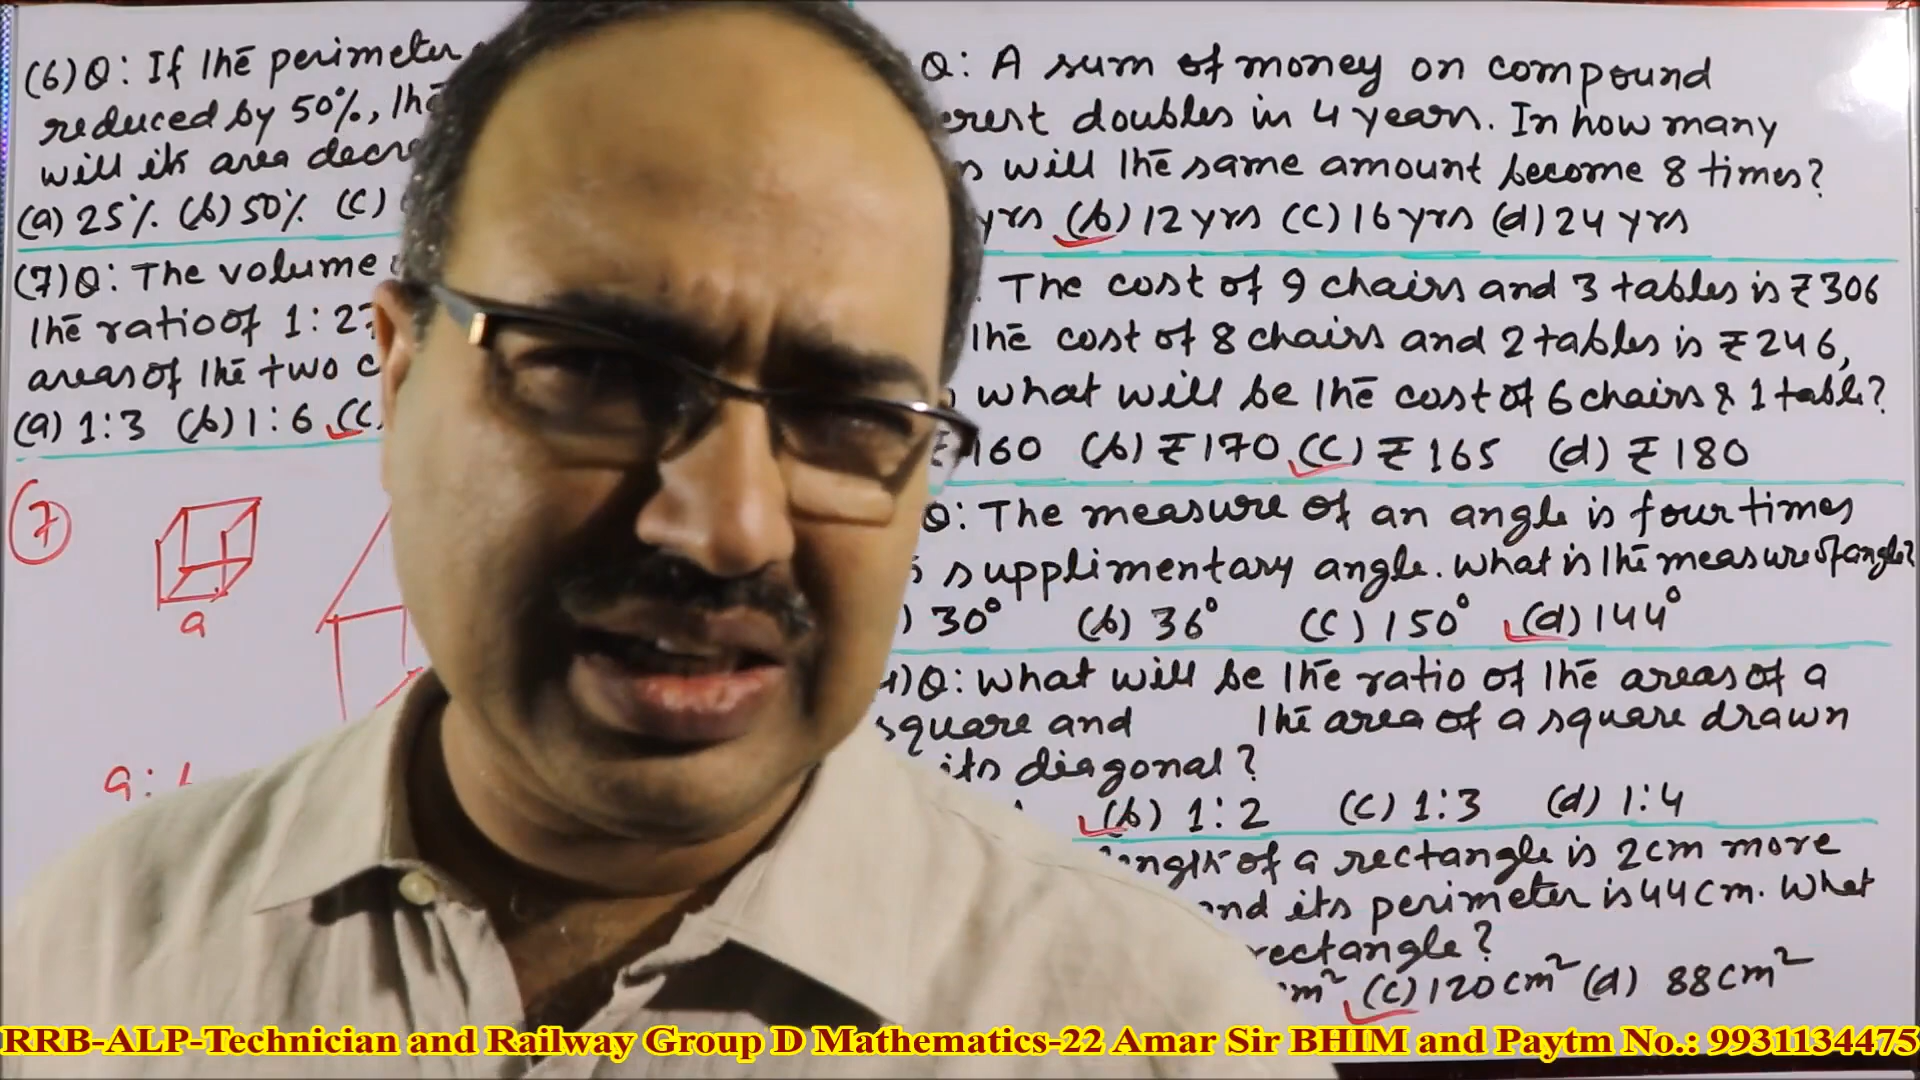 (6) Q: If the perimeter
reduced by 50%, the
will its area decre
(a) 25% (b) 50% (c)
(7) Q: The volume
the ratio of 1:27
areas of the two c
(a) 1:3 (b) 1:6 (c
7
a
a:
Q: A sum of money on compound
erest doubles in 4 years. In how many
s will the same amount become 8 times?
yrs (b) 12 yrs (c) 16 yrs (d) 24 yrs
The cost of 9 chairs and 3 tables is ₹306
the cost of 8 chairs and 2 tables is ₹246,
what will be the cost of 6 chairs & 1 table?
₹160 (b) ₹170 (c) ₹165 (d) ₹180
Q: The measure of an angle is four times
s supplimentary angle. What is the measure of angle?
) 30° (b) 36° (c) 150° (d) 144°
) Q: What will be the ratio of the areas of a
square and the area of a square drawn
its diagonal?
(b) 1:2 (c) 1:3 (d) 1:4
length of a rectangle is 2cm more
and its perimeter is 44cm. What
rectangle?
m² (c) 120cm² (d) 88cm²
RRB-ALP-Technician and Railway Group D Mathematics-22 Amar Sir BHIM and Paytm No.: 9931134475